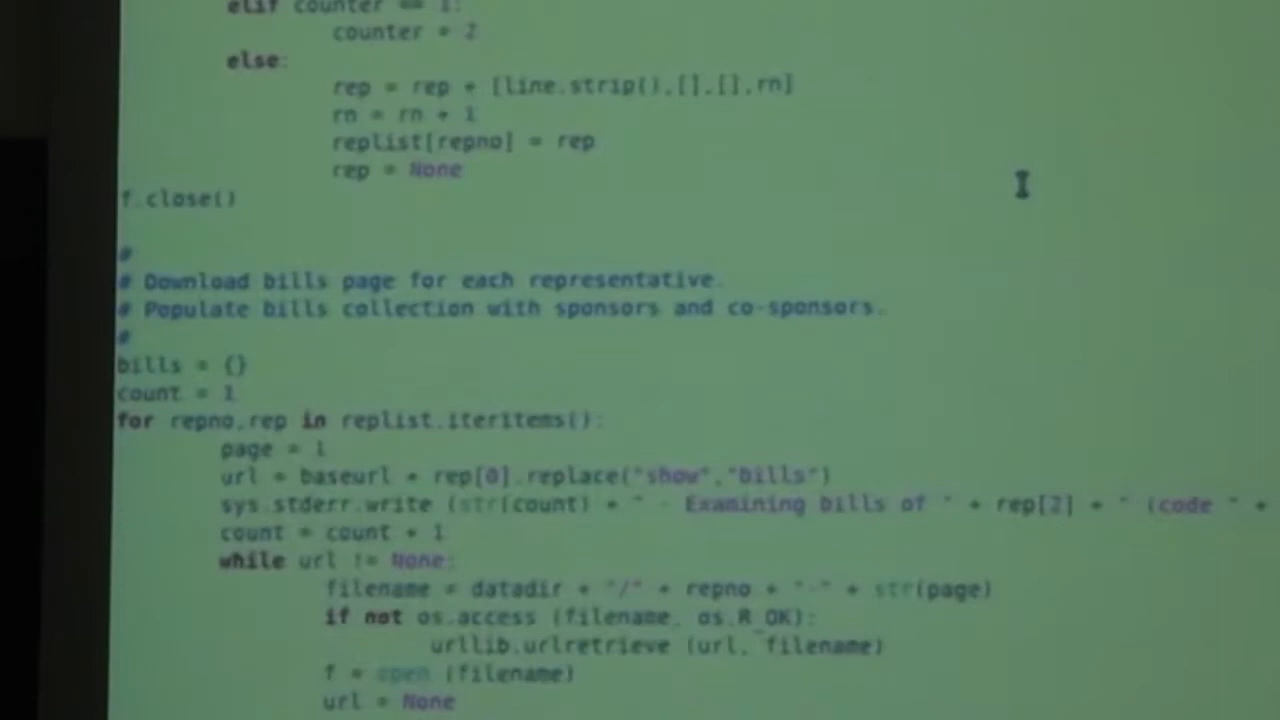 elif counter == 1:
counter = 2
else:
rep = rep + [line.strip(),[],[],rn]
rn = rn + 1
replist[repno] = rep
rep = None
f.close()
#
# Download bills page for each representative.
# Populate bills collection with sponsors and co-sponsors.
#
bills = {}
count = 1
for repno,rep in replist.iteritems():
page = 1
url = baseurl + rep[0].replace("show","bills")
sys.stderr.write (str(count) + " - Examining bills of " + rep[2] + " (code " +
count = count + 1
while url != None:
filename = datadir + "/" + repno + "-" + str(page)
if not os.access (filename, os.R_OK):
urllib.urlretrieve (url, filename)
f = open (filename)
url = None